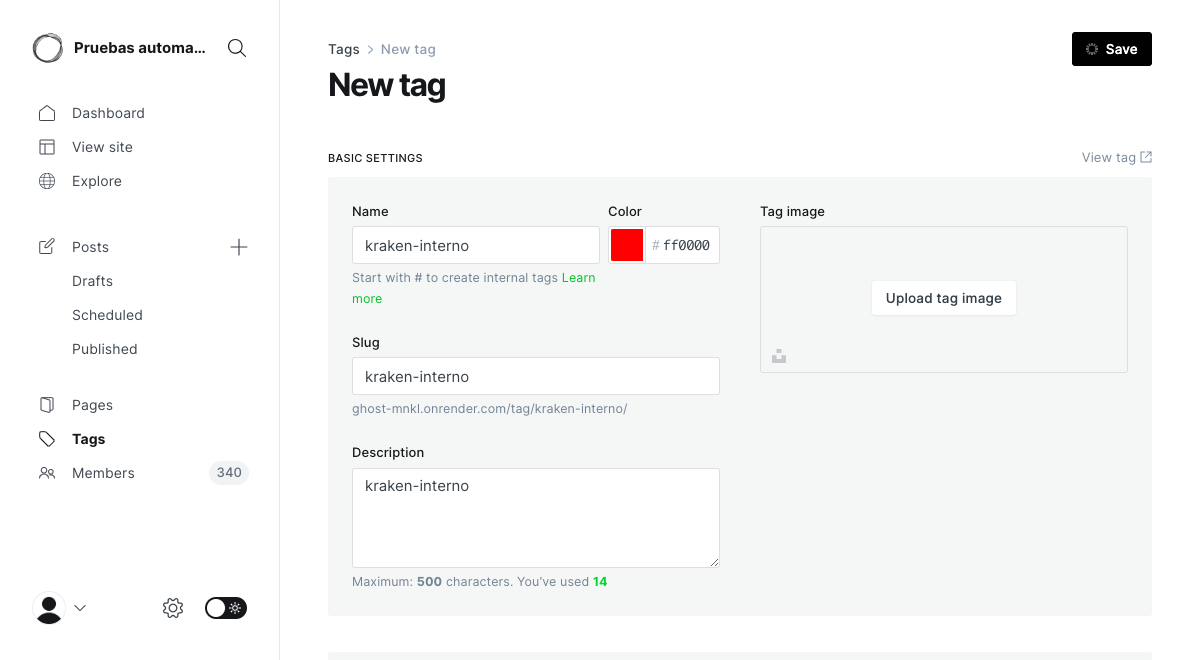 Pruebas automa...
Dashboard
View site
Explore
Posts
Drafts
Scheduled
Published
Pages
Tags
Members 340
Tags > New tag
Save
New tag
BASIC SETTINGS
View tag
Name
kraken-interno
Color
# ff0000
Start with # to create internal tags Learn
more
Slug
kraken-interno
ghost-mnkl.onrender.com/tag/kraken-interno/
Description
kraken-interno
Maximum: 500 characters. You’ve used 14
Tag image
Upload tag image